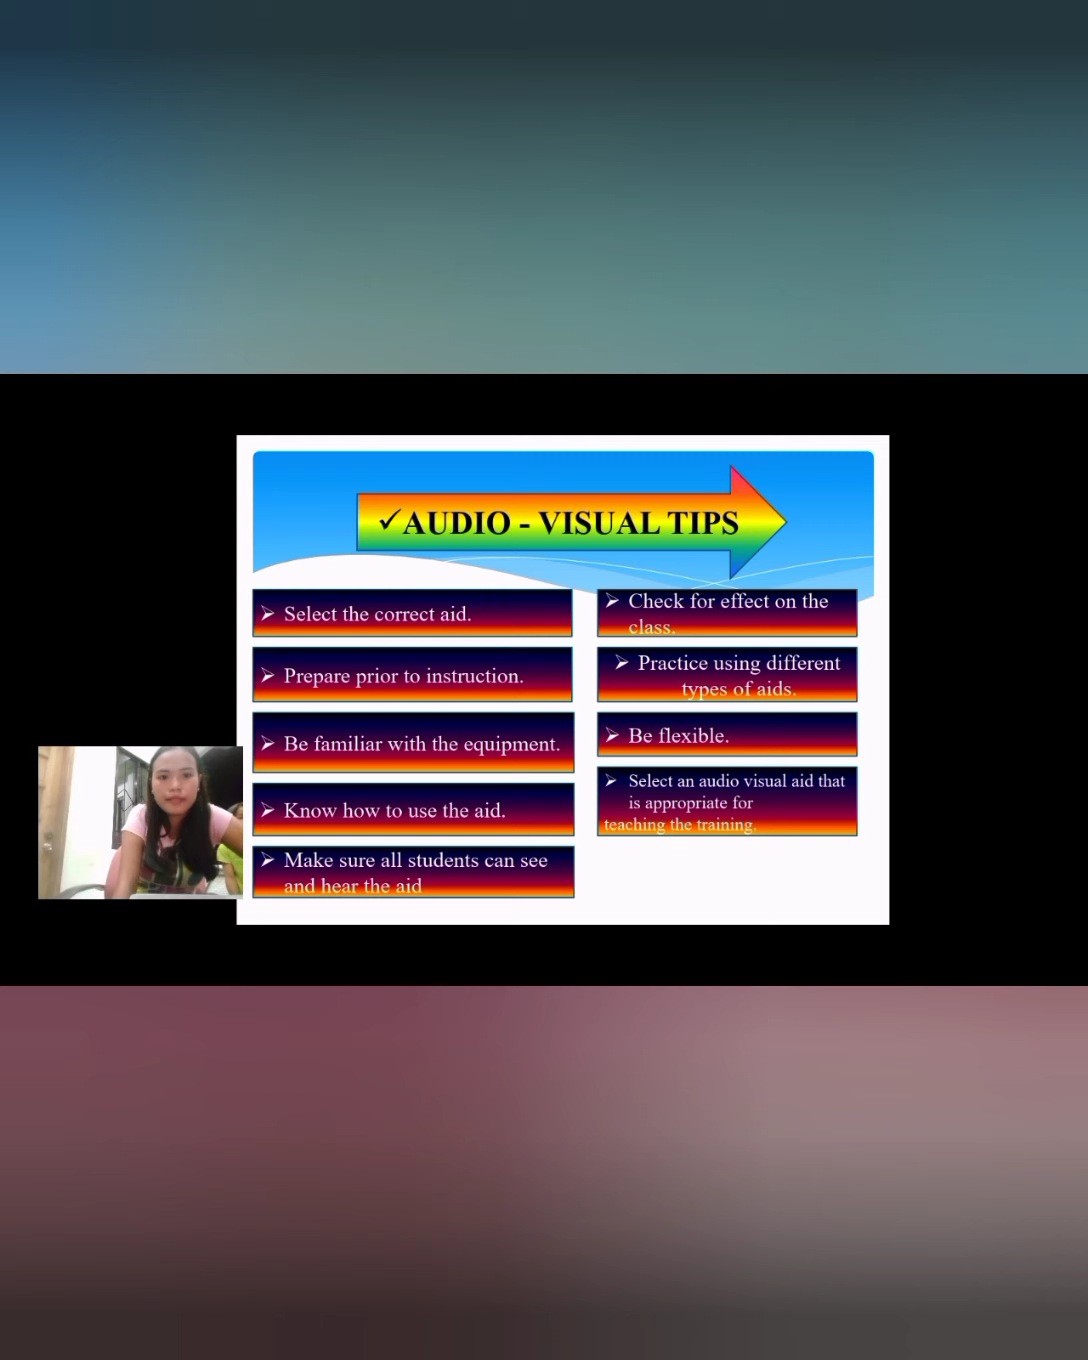 ✓AUDIO - VISUAL TIPS
➢ Select the correct aid.
➢ Prepare prior to instruction.
➢ Be familiar with the equipment.
➢ Know how to use the aid.
➢ Make sure all students can see
and hear the aid
➢ Check for effect on the
class.
➢ Practice using different
types of aids.
➢ Be flexible.
➢ Select an audio visual aid that
is appropriate for
teaching the training.